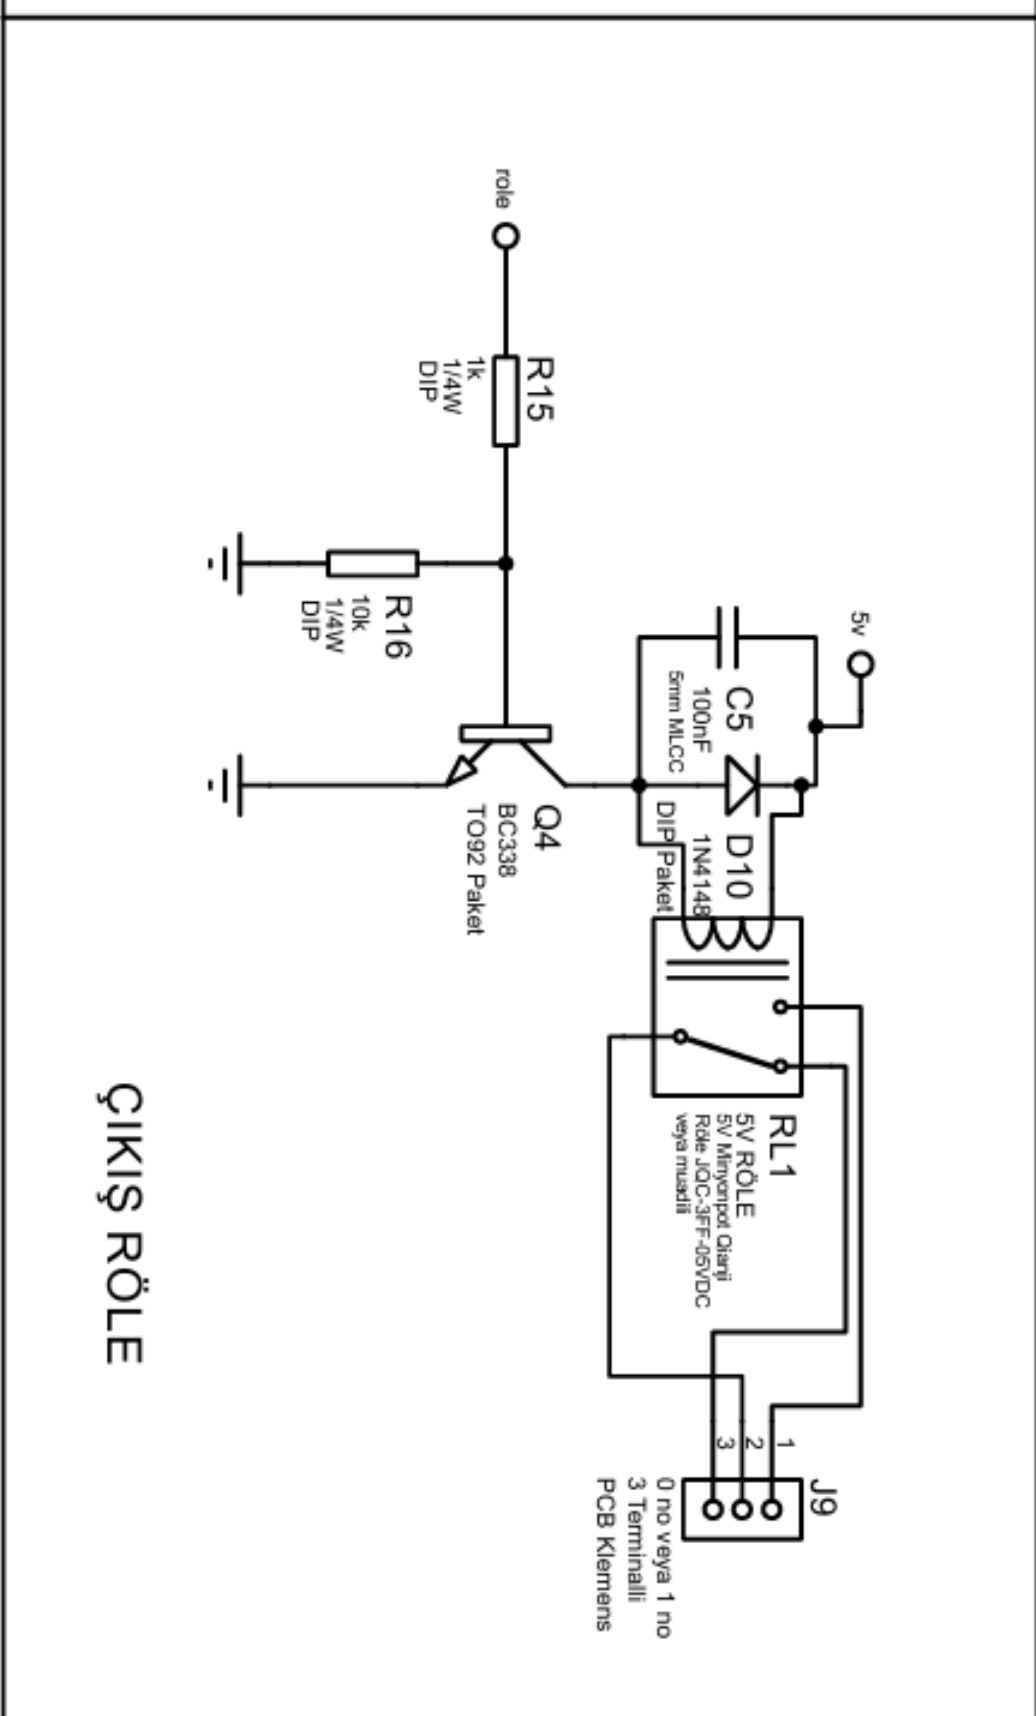 role
R15
1k
1/4W
DIP
R16
10k
1/4W
DIP
5v
C5
100nF
5mm MLCC
D10
1N4148
DIP Paket
Q4
BC338
TO92 Paket
RL1
5V RÖLE
5V Minyonpot Qianji
Röle JQC-3FF-05VDC
veya muadili
1
2
3
J9
0 no veya 1 no
3 Terminalli
PCB Klemens
ÇIKIŞ RÖLE